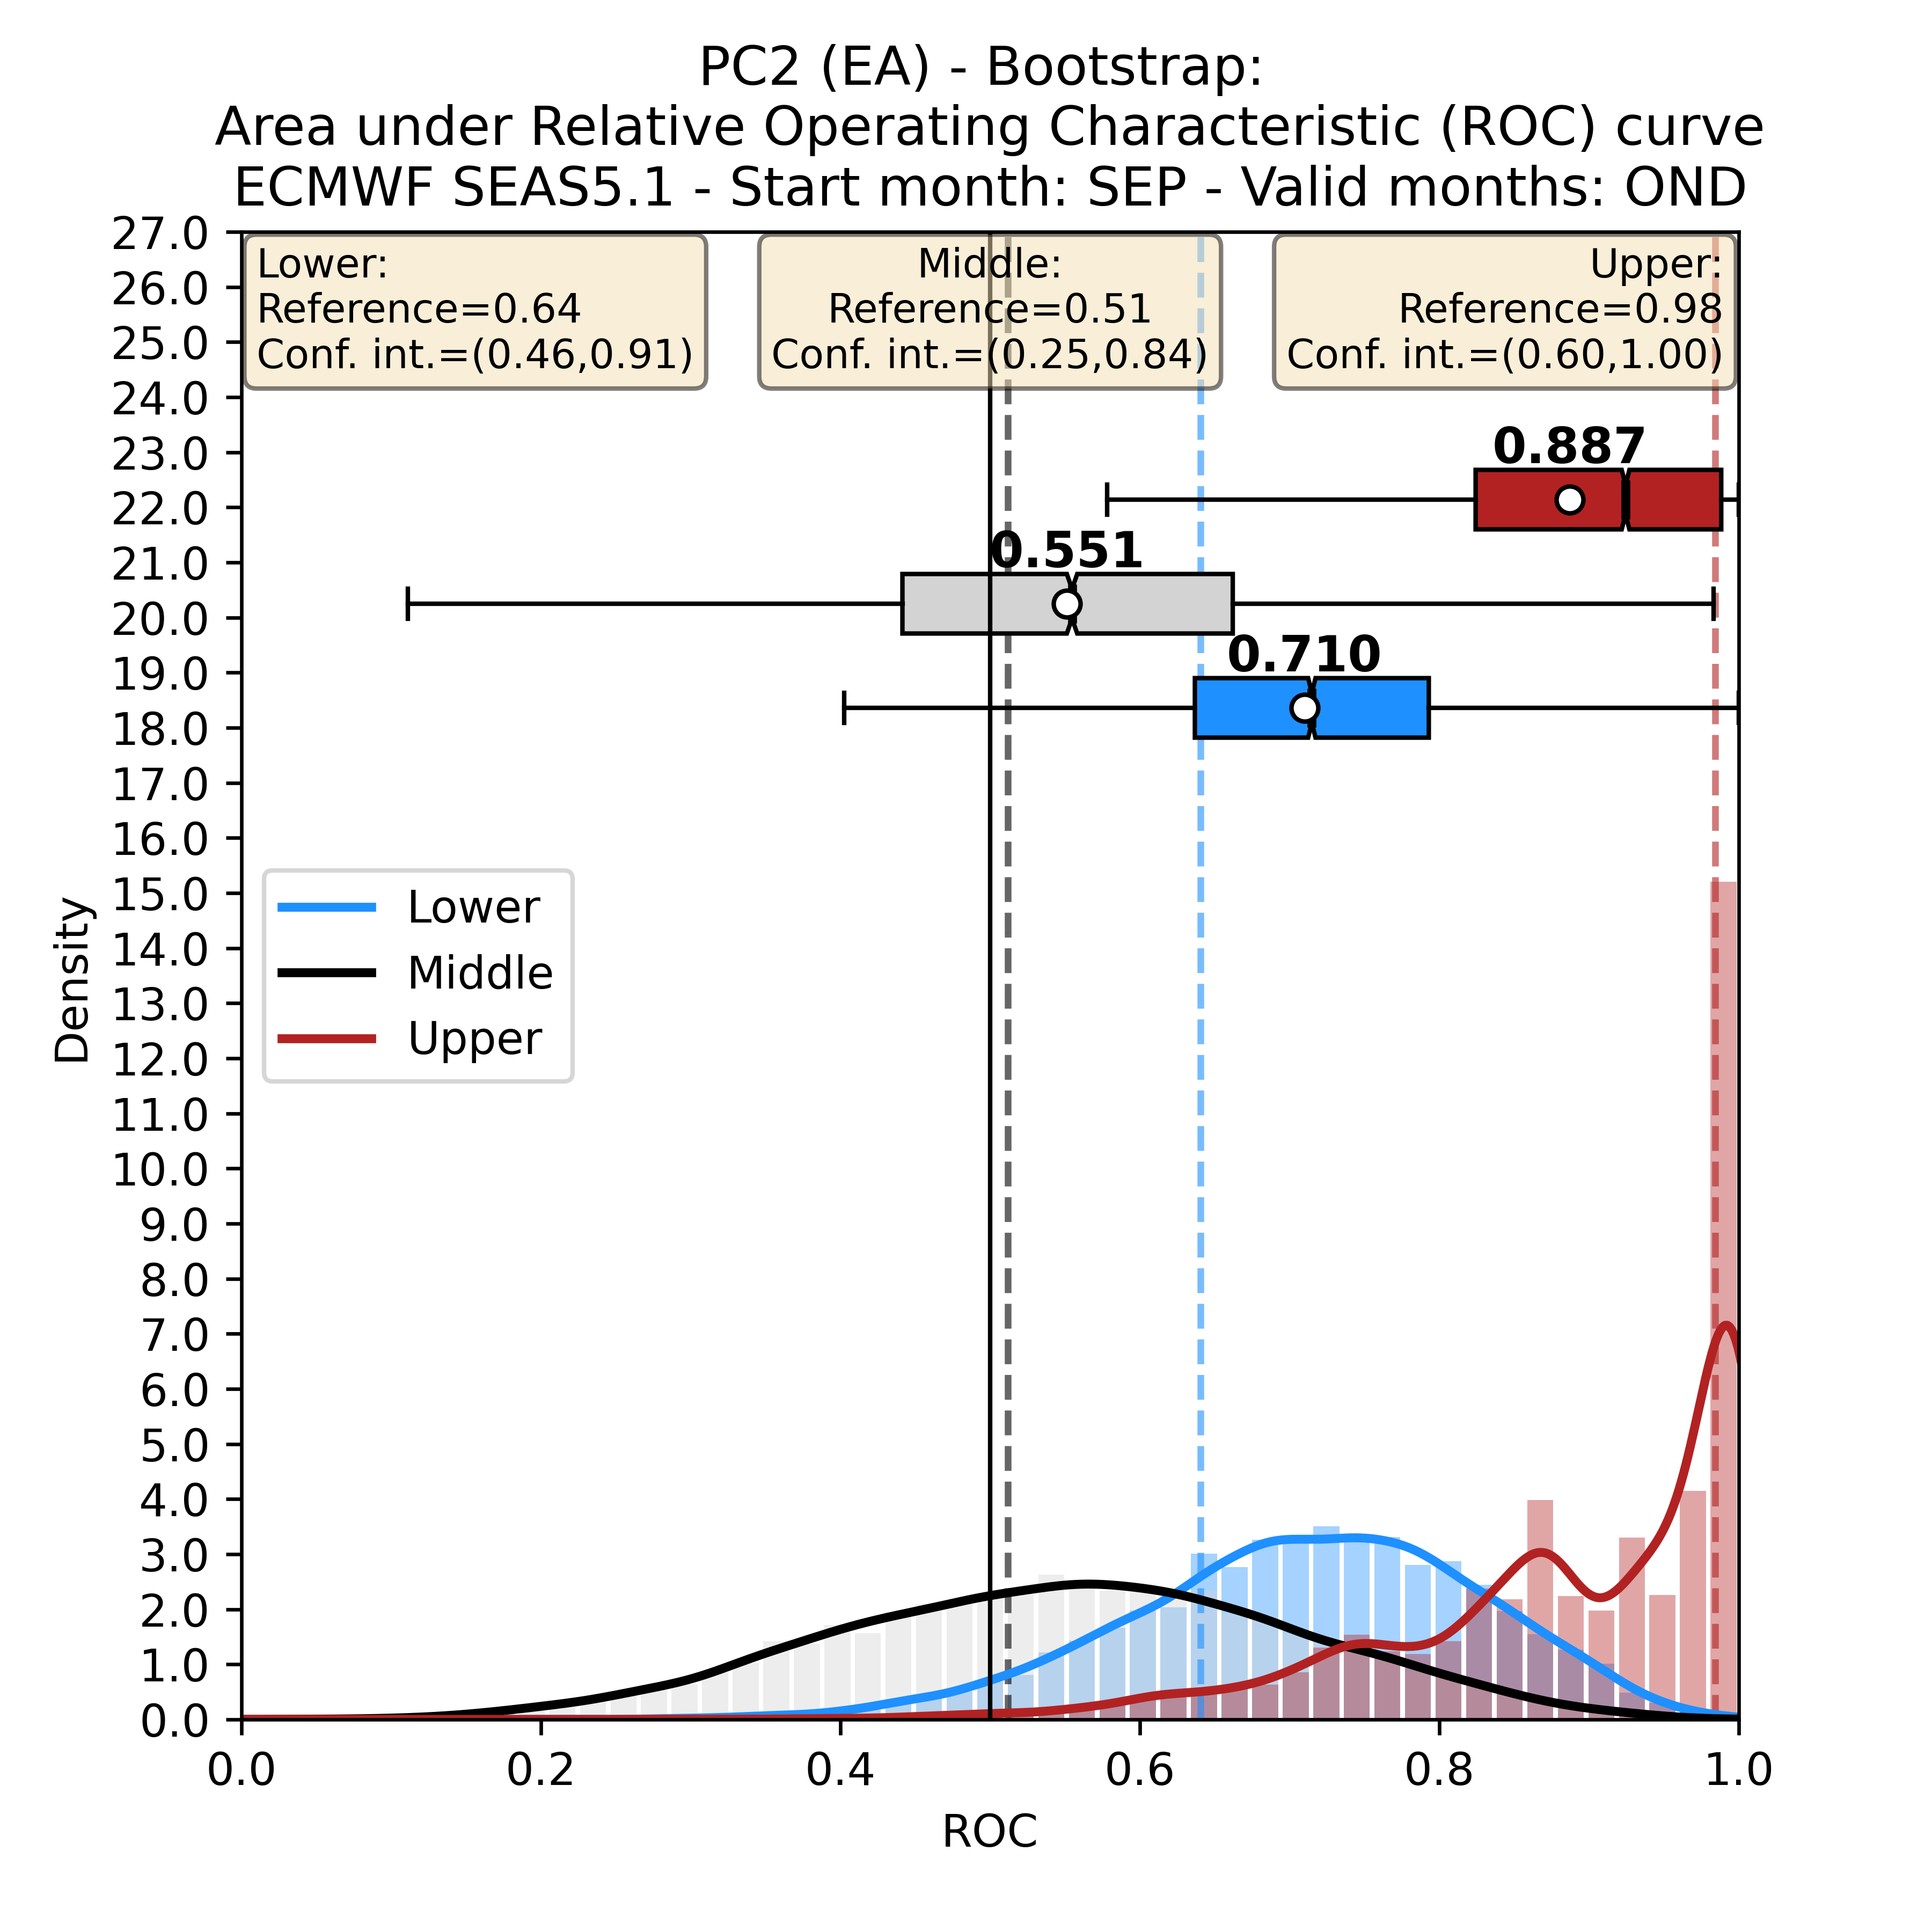 PC2 (EA) - Bootstrap:
Area under Relative Operating Characteristic (ROC) curve
ECMWF SEAS5.1 - Start month: SEP - Valid months: OND
Lower:
Reference=0.64
Conf. int.=(0.46,0.91)
Middle:
Reference=0.51
Conf. int.=(0.25,0.84)
Upper:
Reference=0.98
Conf. int.=(0.60,1.00)
0.887
0.551
0.710
Lower
Middle
Upper
Density
27.0
26.0
25.0
24.0
23.0
22.0
21.0
20.0
19.0
18.0
17.0
16.0
15.0
14.0
13.0
12.0
11.0
10.0
9.0
8.0
7.0
6.0
5.0
4.0
3.0
2.0
1.0
0.0
0.0 0.2 0.4 0.6 0.8 1.0
ROC